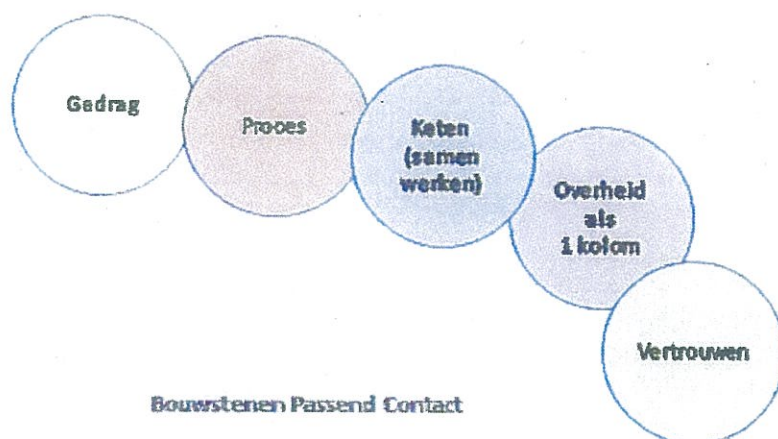 Gedrag
Proces
Keten
(samen
werken)
Overheid
als
1 kolom
Vertrouwen
Bouwstenen Passend Contact